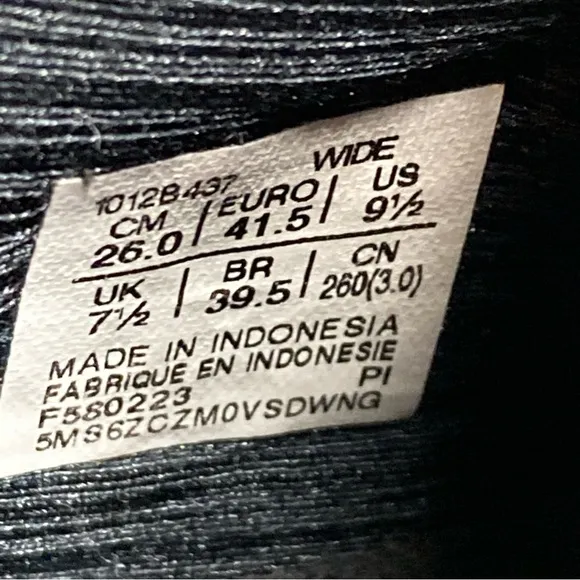 1012B437 WIDE
CM EURO US
26.0 41.5 9½
UK BR CN
7½ 39.5 260(3.0)
MADE IN INDONESIA
FABRIQUE EN INDONESIE
F580223 PI
5MS6ZCZM0VSDWNG